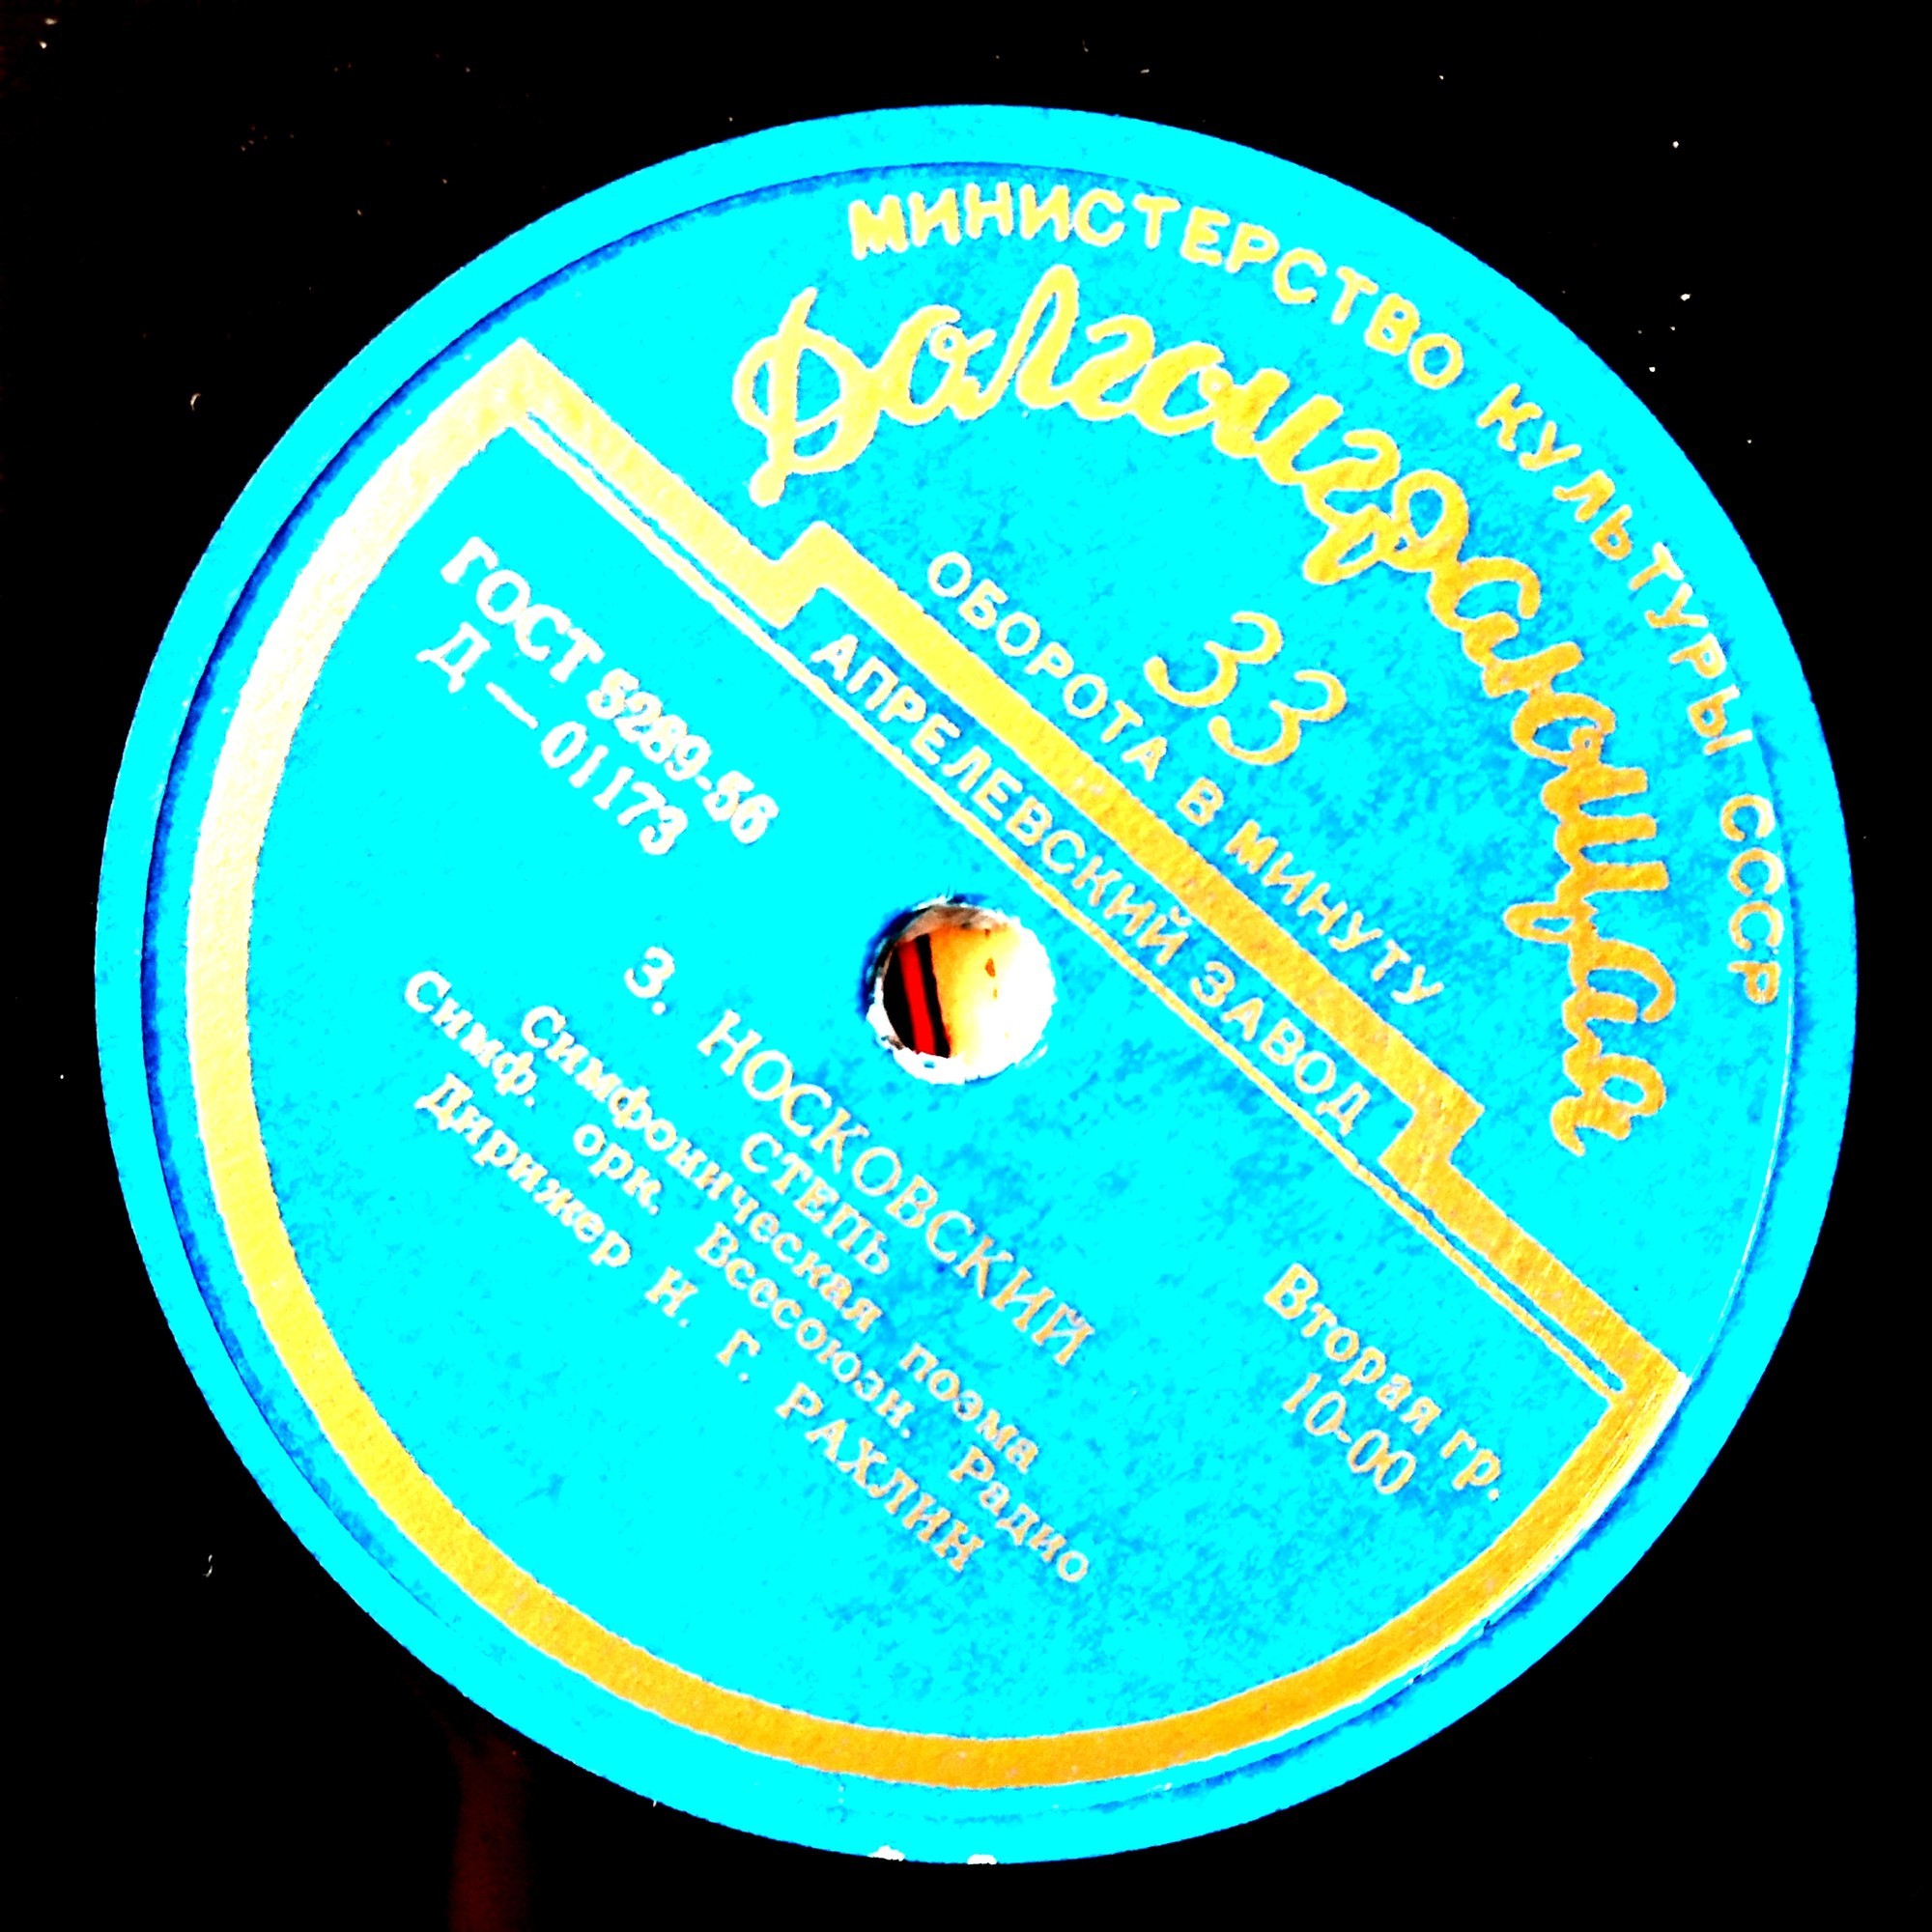 МИНИСТЕРСТВО КУЛЬТУРЫ СССР
Долгоиграющая
33
ОБОРОТА В МИНУТУ
АПРЕЛЕВСКИЙ ЗАВОД
ГОСТ 5289-56
Д — 01173
Вторая гр.
10-00
З. НОСКОВСКИЙ
СТЕПЬ
Симфоническая поэма
Симф. орк. Всесоюзн. Радио
Дирижер Н. Г. РАХЛИН